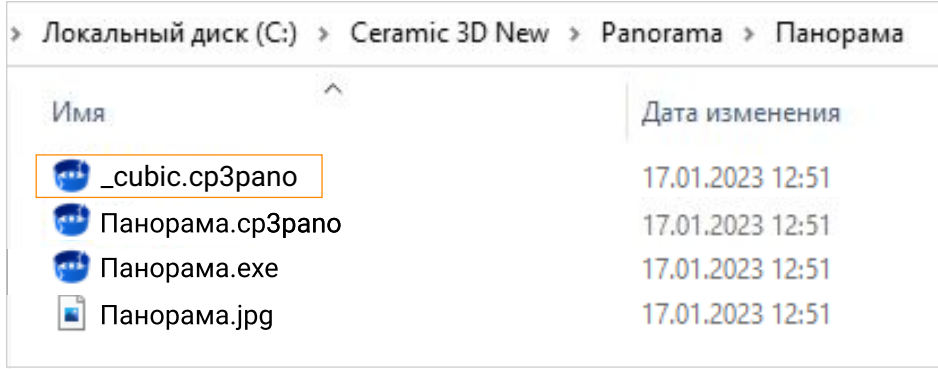 › Локальный диск (C:) › Ceramic 3D New › Panorama › Панорама
Имя Дата изменения
_cubic.cp3pano 17.01.2023 12:51
Панорама.cp3pano 17.01.2023 12:51
Панорама.exe 17.01.2023 12:51
Панорама.jpg 17.01.2023 12:51